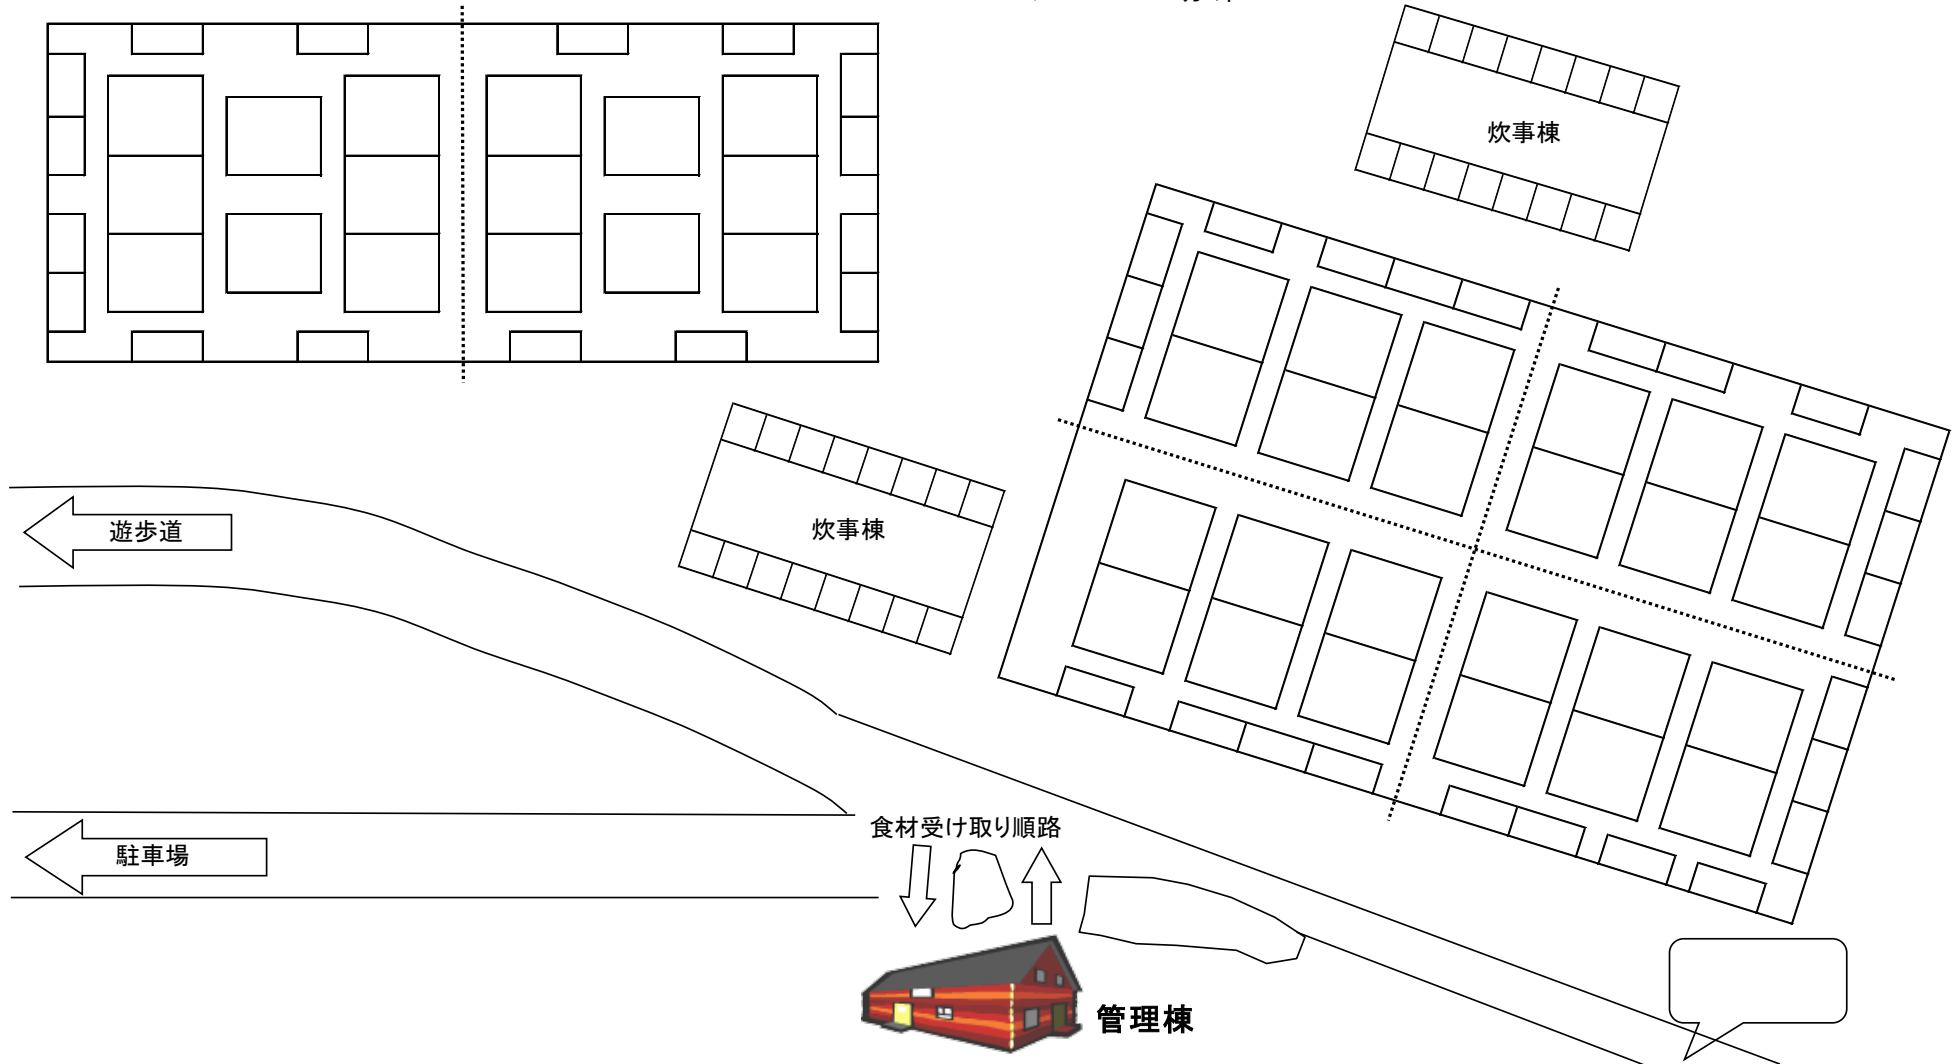 炊事棟
遊歩道
炊事棟
食材受け取り順路
駐車場
管理棟